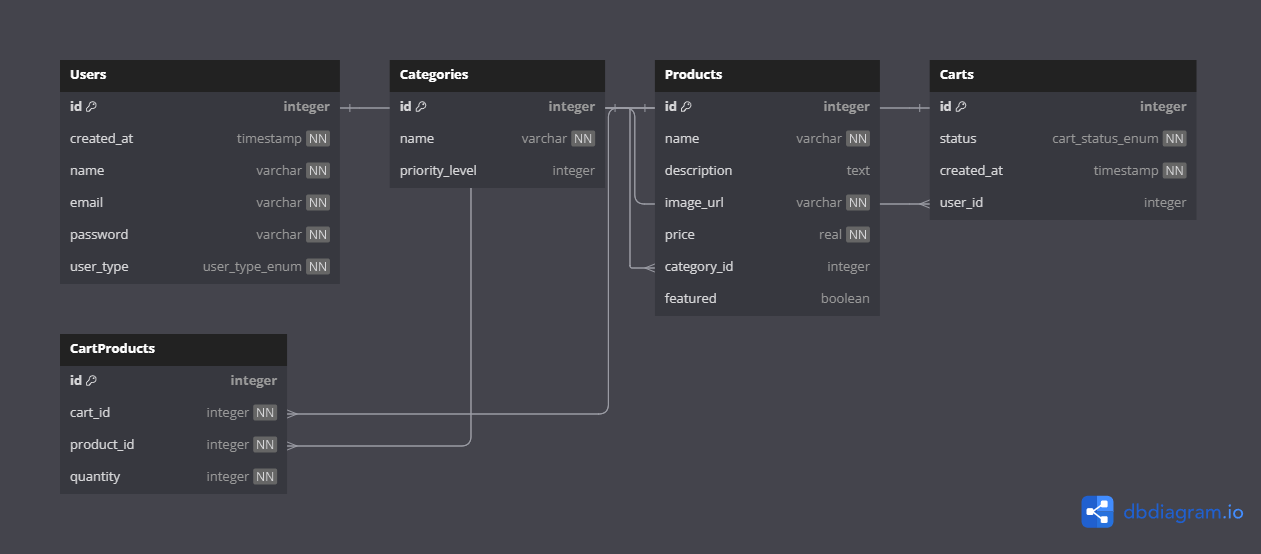 Users
id integer
created_at timestamp NN
name varchar NN
email varchar NN
password varchar NN
user_type user_type_enum NN
Categories
id integer
name varchar NN
priority_level integer
Products
id integer
name varchar NN
description text
image_url varchar NN
price real NN
category_id integer
featured boolean
Carts
id integer
status cart_status_enum NN
created_at timestamp NN
user_id integer
CartProducts
id integer
cart_id integer NN
product_id integer NN
quantity integer NN
dbdiagram.io